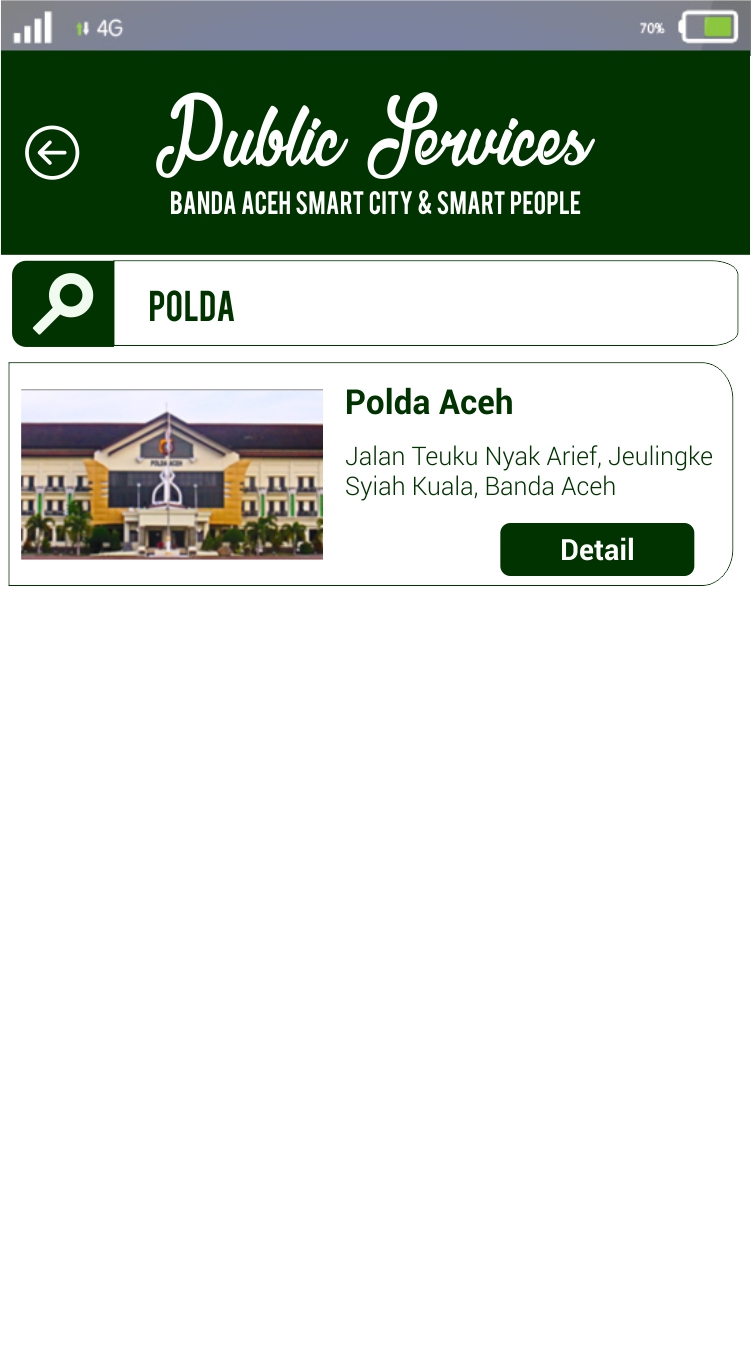 4G
70%
Public Services
BANDA ACEH SMART CITY & SMART PEOPLE
POLDA
Polda Aceh
POLDA ACEH
Jalan Teuku Nyak Arief, Jeulingke
Syiah Kuala, Banda Aceh
Detail